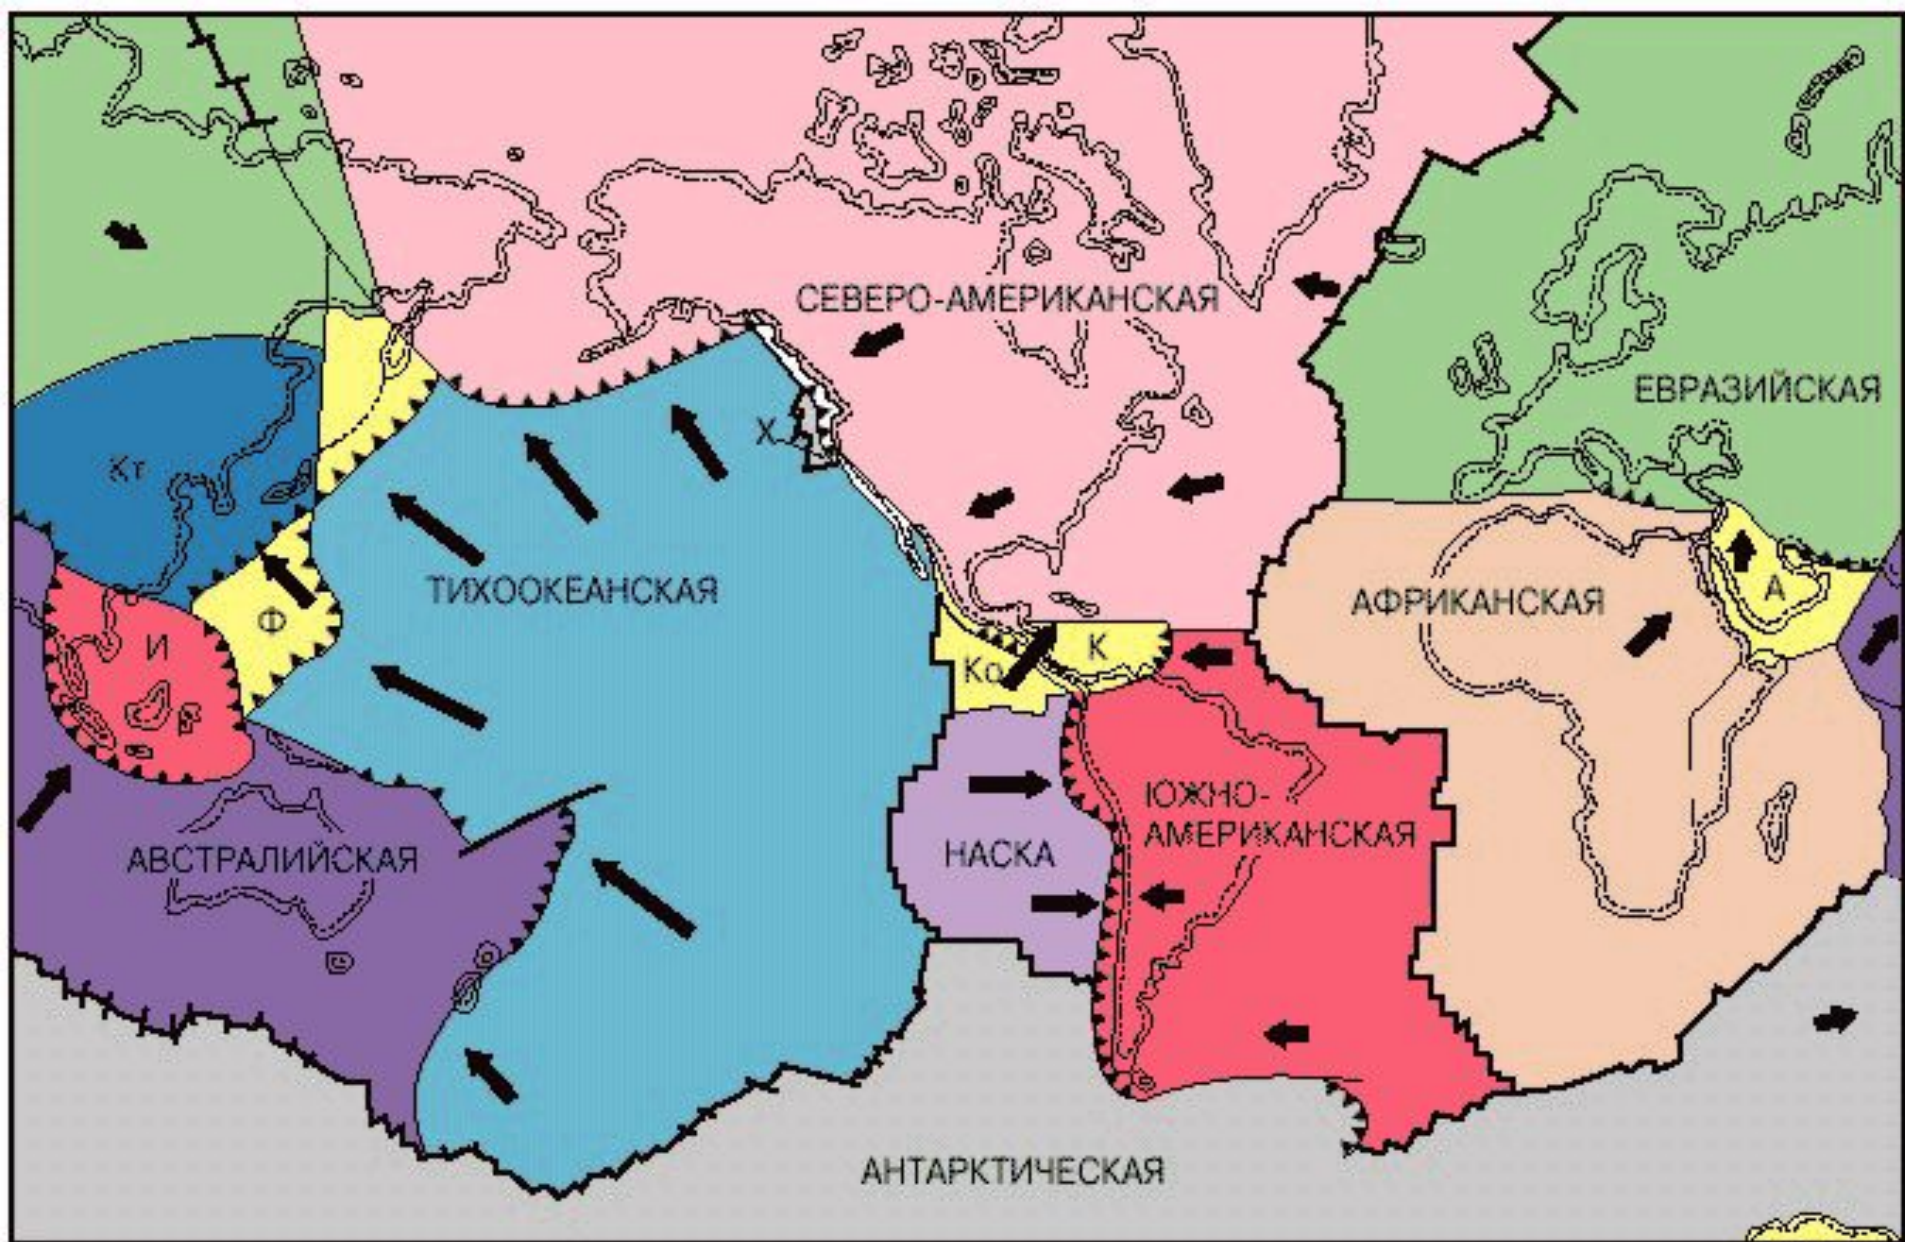 СЕВЕРО-АМЕРИКАНСКАЯ
ЕВРАЗИЙСКАЯ
Х
Кт
ТИХООКЕАНСКАЯ
АФРИКАНСКАЯ
А
Ф
И
К
Ко
ЮЖНО-
АМЕРИКАНСКАЯ
НАСКА
АВСТРАЛИЙСКАЯ
АНТАРКТИЧЕСКАЯ